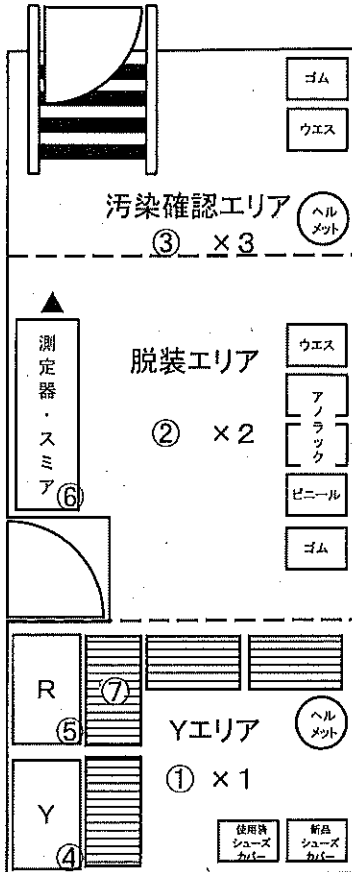 ゴム
ウエス
汚染確認エリア
ヘル
メット
③ ×3
▲
測定器・スミア
⑥
脱装エリア
② ×2
ウエス
アノラック
ビニール
ゴム
R
⑤
⑦
Yエリア
ヘル
メット
① ×1
Y
④
使用済
シューズ
カバー
新品
シューズ
カバー